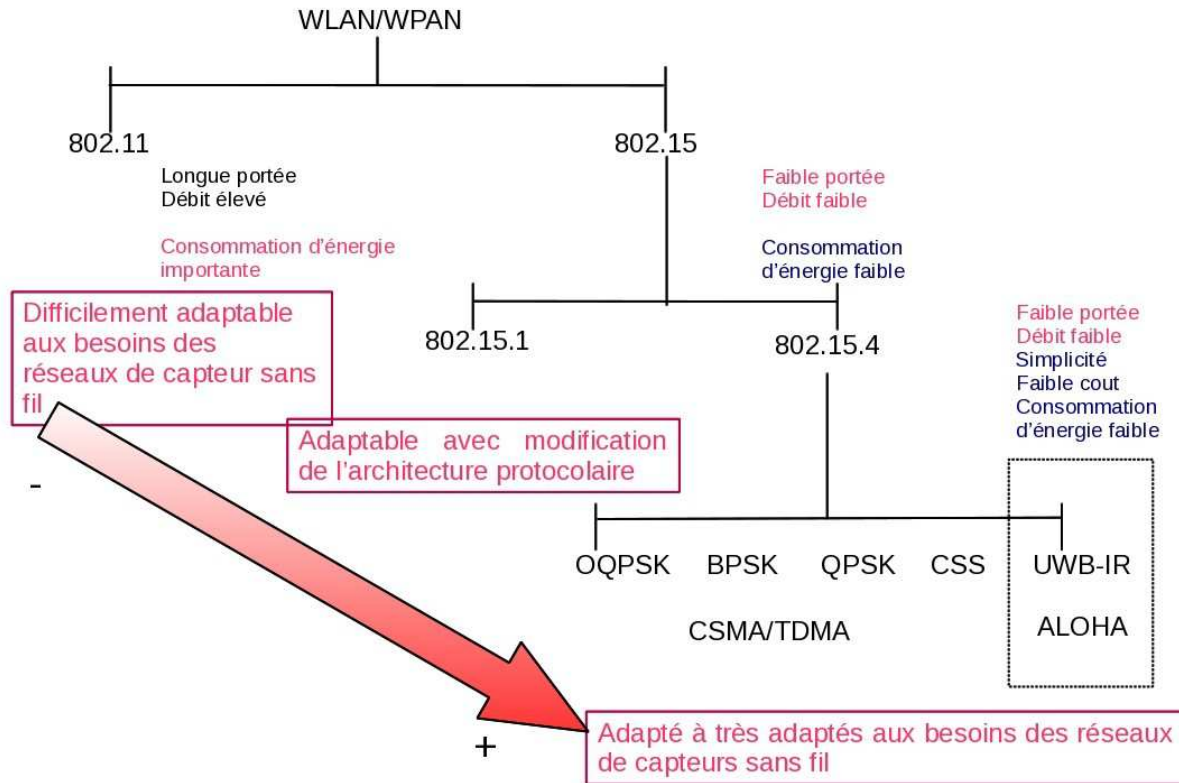 WLAN/WPAN
802.11
802.15
Longue portée
Débit élevé
Consommation d'énergie
importante
Faible portée
Débit faible
Consommation
d'énergie faible
Difficilement adaptable
aux besoins des
réseaux de capteur sans
fil
802.15.1
802.15.4
Faible portée
Débit faible
Simplicité
Faible cout
Consommation
d'énergie faible
Adaptable avec modification
de l'architecture protocolaire
-
OQPSK BPSK QPSK CSS UWB-IR
CSMA/TDMA
ALOHA
+
Adapté à très adaptés aux besoins des réseaux
de capteurs sans fil